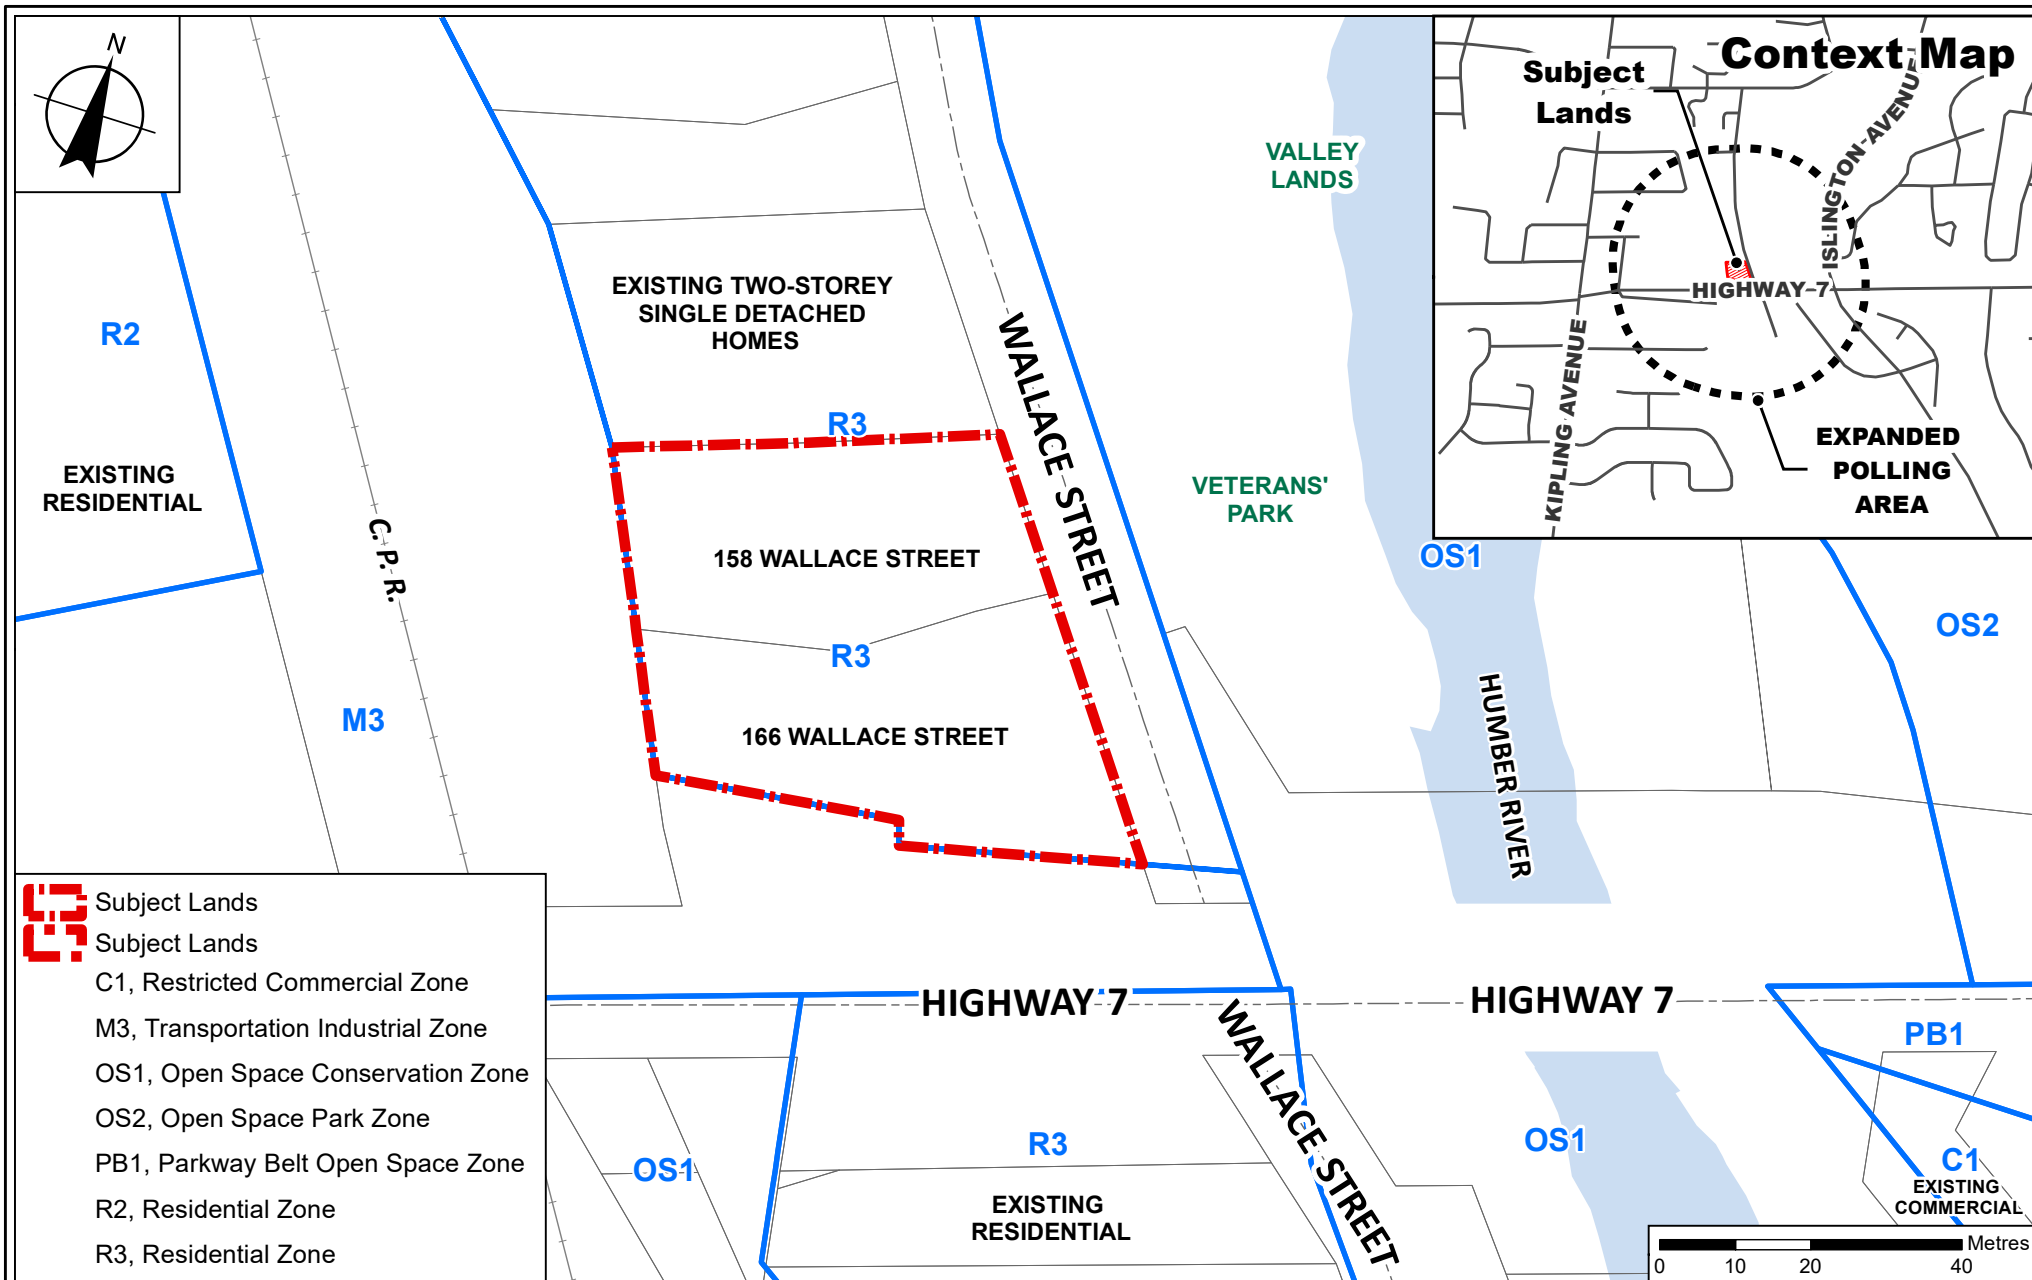 N
VALLEY
LANDS
Context Map
Subject
Lands
ISLINGTON AVENUE
HIGHWAY 7
KIPLING AVENUE
EXPANDED
POLLING
AREA
EXISTING TWO-STOREY
SINGLE DETACHED
HOMES
R2
WALLACE STREET
R3
EXISTING
RESIDENTIAL
C. P. R.
VETERANS'
PARK
158 WALLACE STREET
OS1
OS2
R3
M3
166 WALLACE STREET
HUMBER RIVER
Subject Lands
Subject Lands
C1, Restricted Commercial Zone
M3, Transportation Industrial Zone
OS1, Open Space Conservation Zone
OS2, Open Space Park Zone
PB1, Parkway Belt Open Space Zone
R2, Residential Zone
R3, Residential Zone
HIGHWAY 7
HIGHWAY 7
WALLACE STREET
PB1
R3
OS1
OS1
C1
EXISTING
COMMERCIAL
EXISTING
RESIDENTIAL
Metres
0 10 20 40